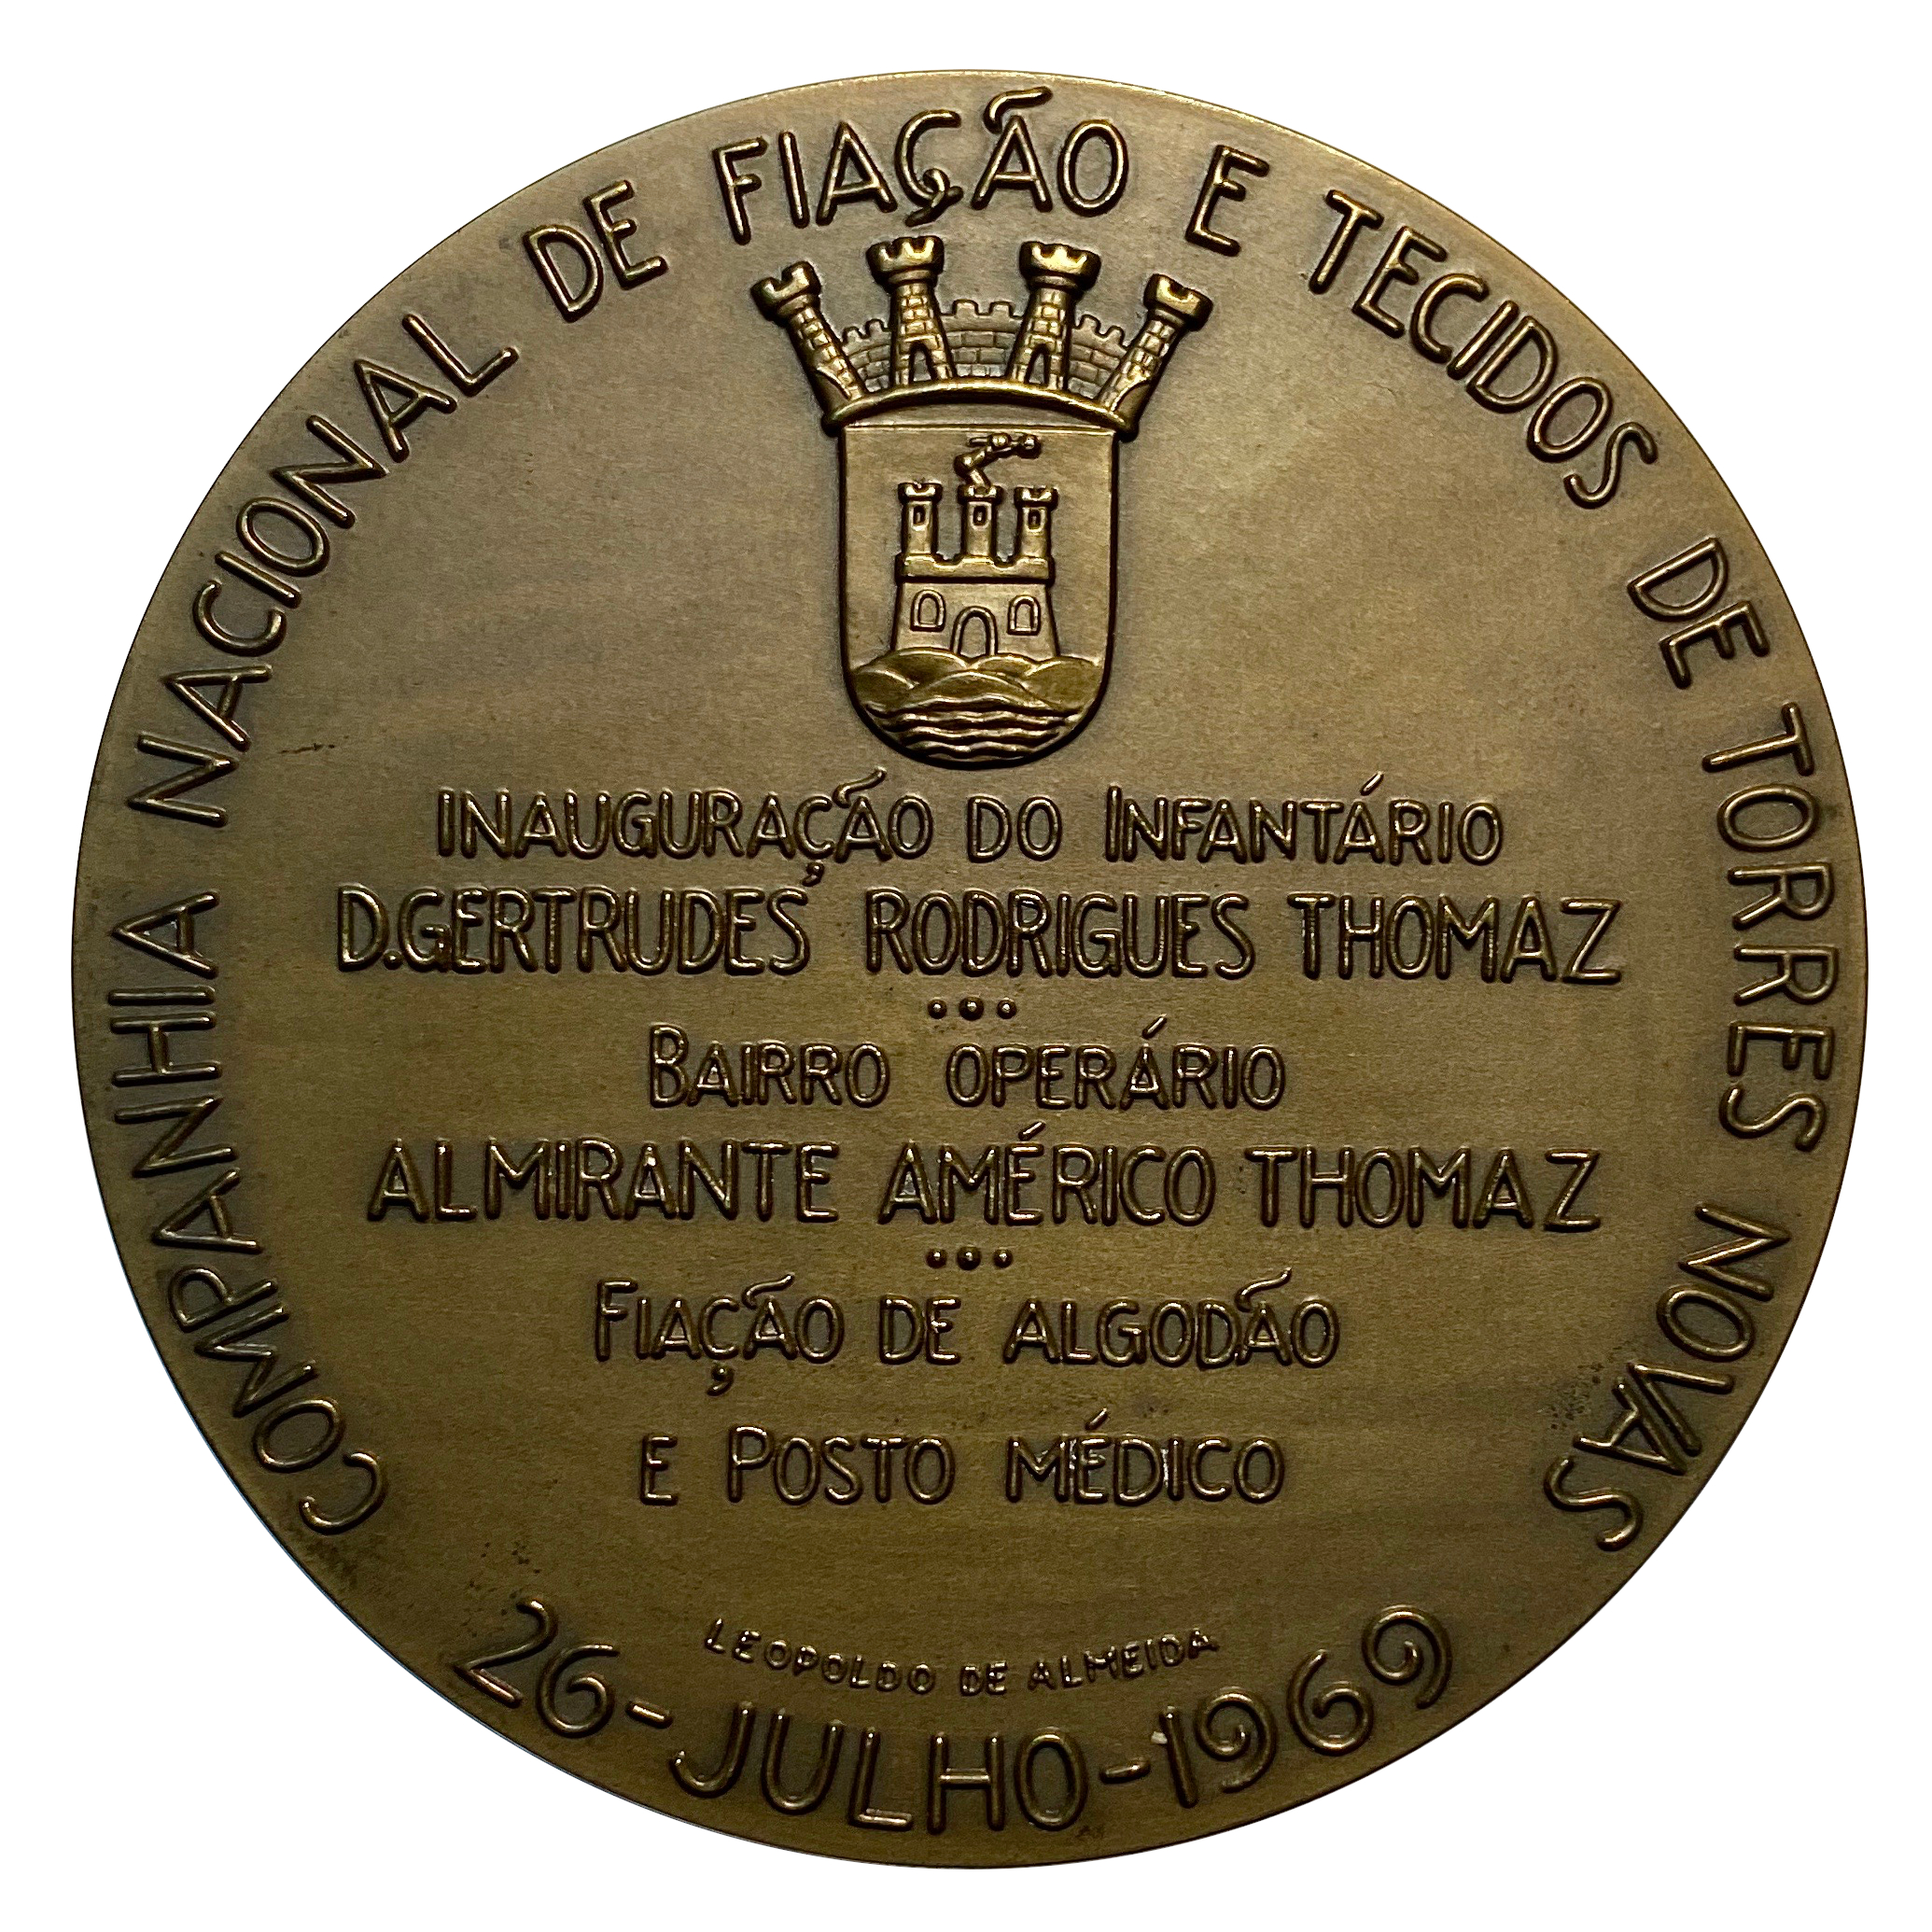 COMPANHIA NACIONAL DE FIAÇÃO E TECIDOS DE TORRES NOVAS
INAUGURAÇÃO DO INFANTÁRIO
D.GERTRUDES RODRIGUES THOMAZ
BAIRRO OPERÁRIO
ALMIRANTE AMÉRICO THOMAZ
FIAÇÃO DE ALGODÃO
E POSTO MÉDICO
LEOPOLDO DE ALMEIDA
26-JULHO-1969